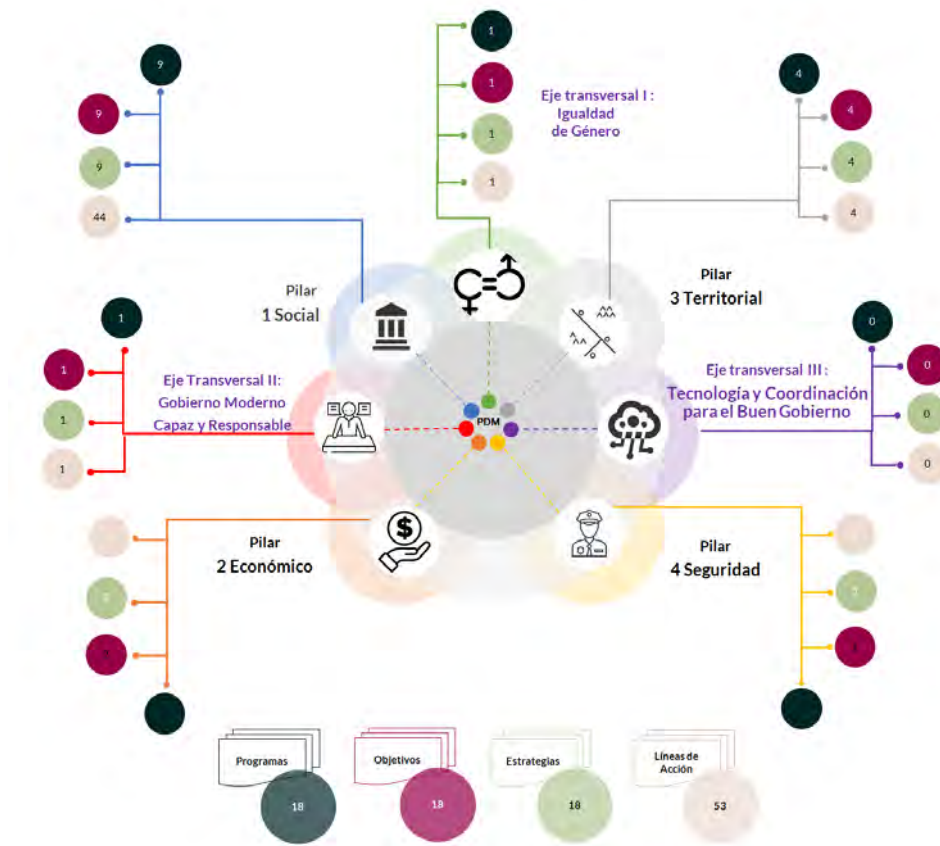 1
9
4
1
9
4
Eje transversal I :
Igualdad
de Género
1
9
4
1
44
4
Pilar
1 Social
Pilar
3 Territorial
1
0
1
Eje Transversal II:
Gobierno Moderno
Capaz y Responsable
PDM
Eje transversal III :
Tecnología y Coordinación
para el Buen Gobierno
0
1
0
1
0
$
Pilar
2 Económico
Pilar
4 Seguridad
Programas
Objetivos
Estrategias
Líneas de
Acción
18
18
18
53